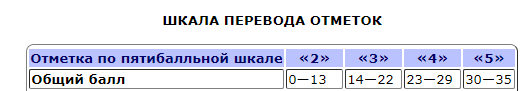 ШКАЛА ПЕРЕВОДА ОТМЕТОК
Отметка по пятибалльной шкале «2» «3» «4» «5»
Общий балл 0—13 14—22 23—29 30—35